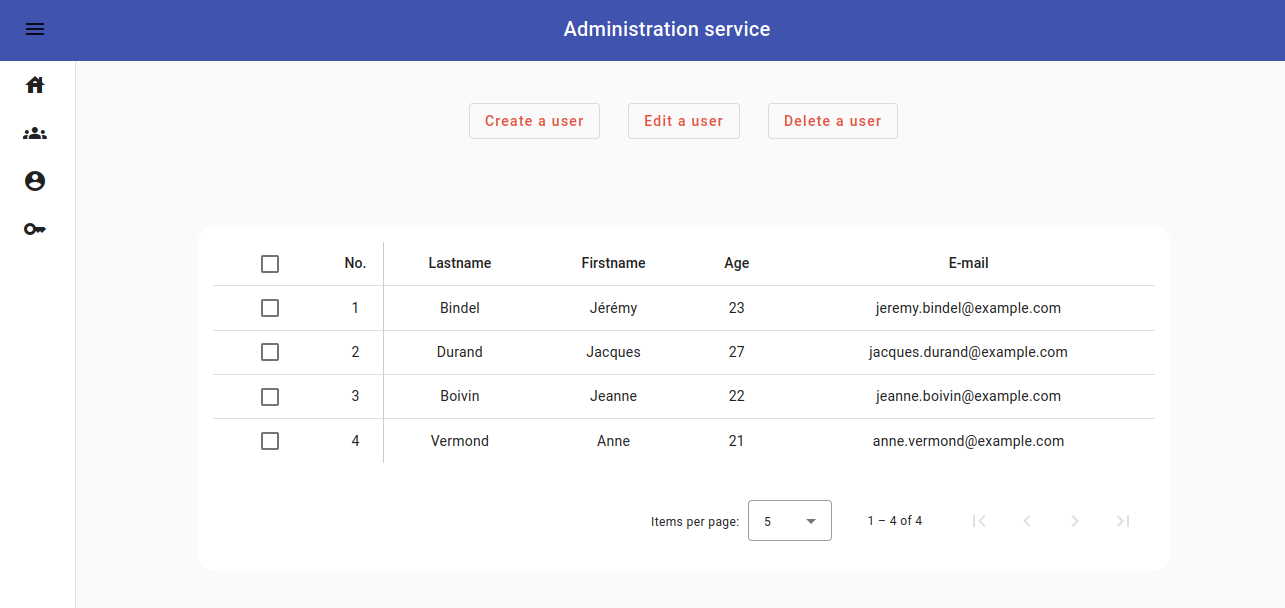 Administration service
Create a user Edit a user Delete a user
No. Lastname Firstname Age E-mail
1 Bindel Jérémy 23 jeremy.bindel@example.com
2 Durand Jacques 27 jacques.durand@example.com
3 Boivin Jeanne 22 jeanne.boivin@example.com
4 Vermond Anne 21 anne.vermond@example.com
Items per page: 5 1 – 4 of 4